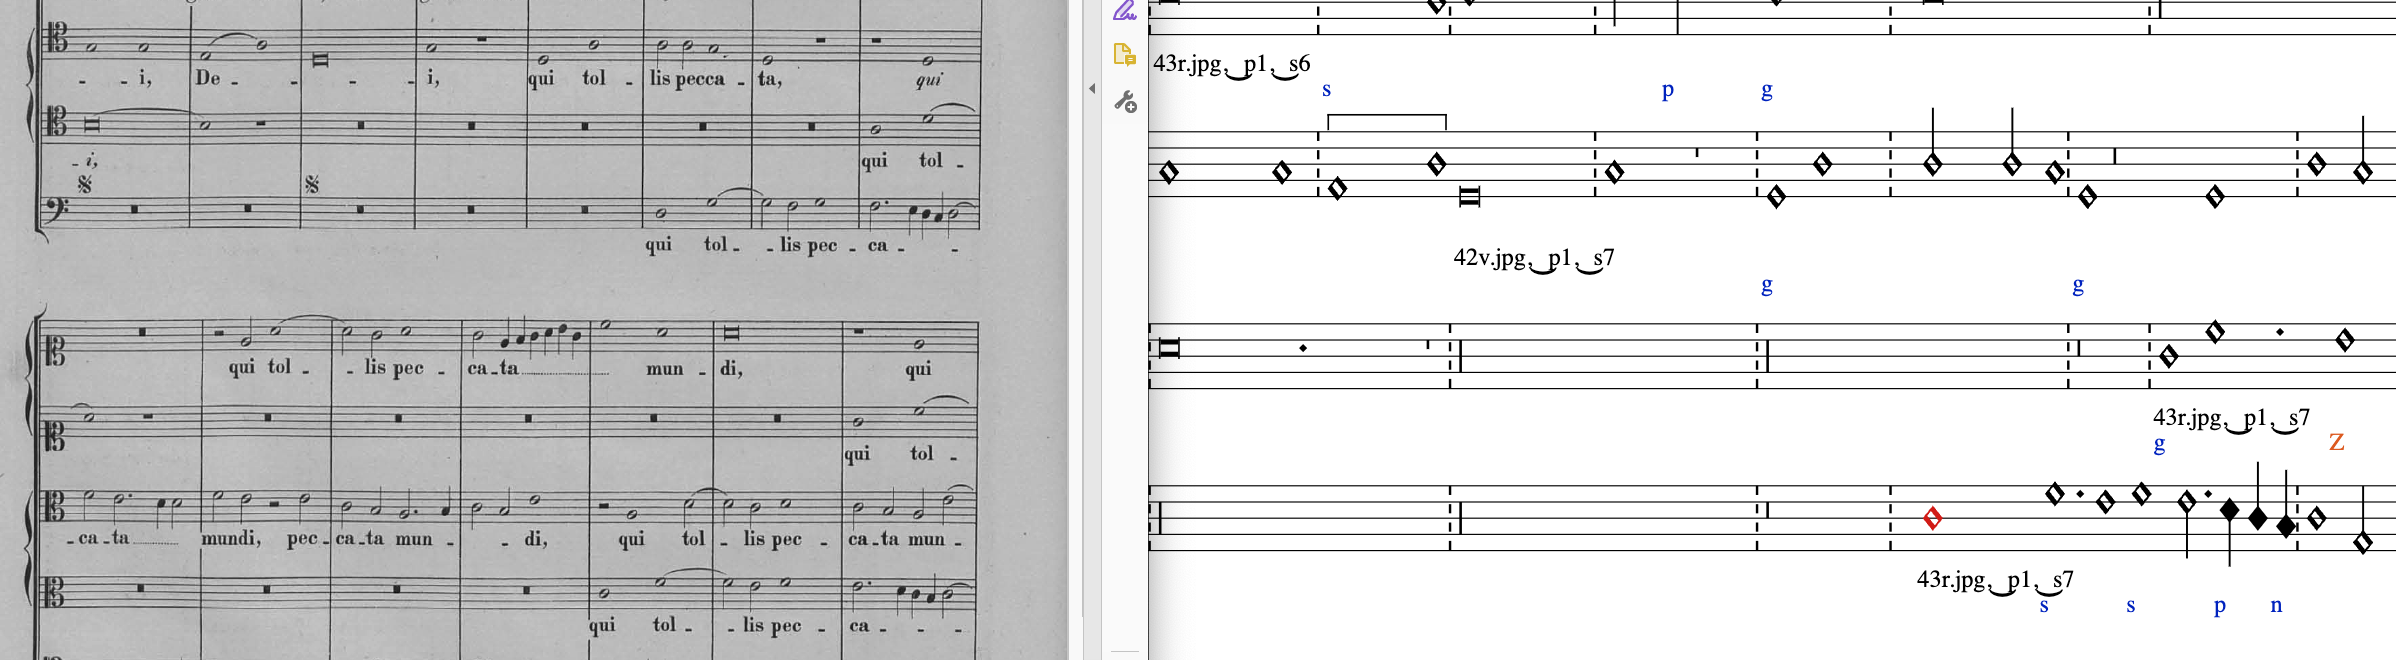 - - i, De - - - - i, qui tol - lis pecca - ta, qui
- i, qui tol -
qui tol - - lis pec - ca - - -
qui tol - - lis pec - ca - ta mun - di, qui
qui tol -
- ca - ta mundi, pec - ca - ta mun - - di, qui tol - lis pec - ca - ta mun -
qui tol - - lis pec - ca - - -
43r.jpg, p1, s6
s p g
42v.jpg, p1, s7
g g
43r.jpg, p1, s7
g Z
43r.jpg, p1, s7
s s p n